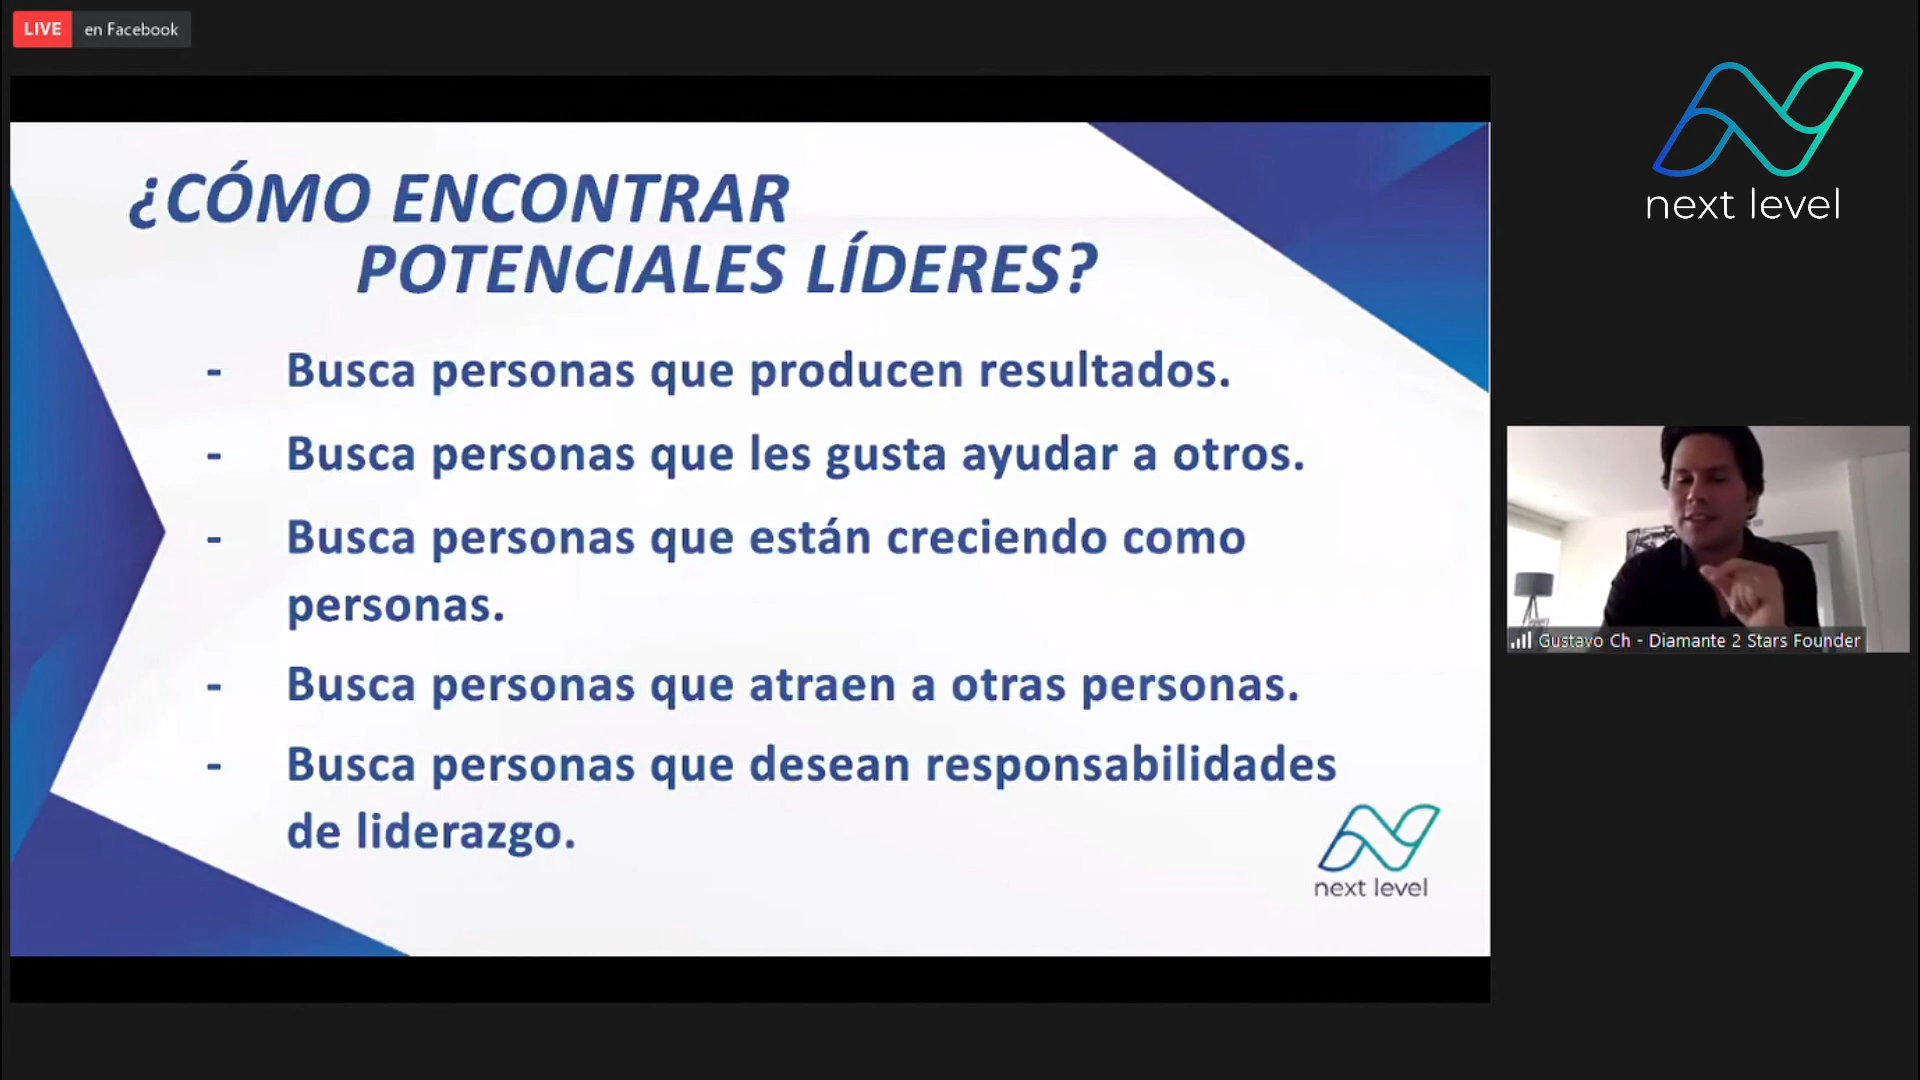 LIVE en Facebook
next level
¿CÓMO ENCONTRAR
POTENCIALES LÍDERES?
- Busca personas que producen resultados.
- Busca personas que les gusta ayudar a otros.
- Busca personas que están creciendo como
personas.
- Busca personas que atraen a otras personas.
- Busca personas que desean responsabilidades
de liderazgo.
next level
Gustavo Ch - Diamante 2 Stars Founder